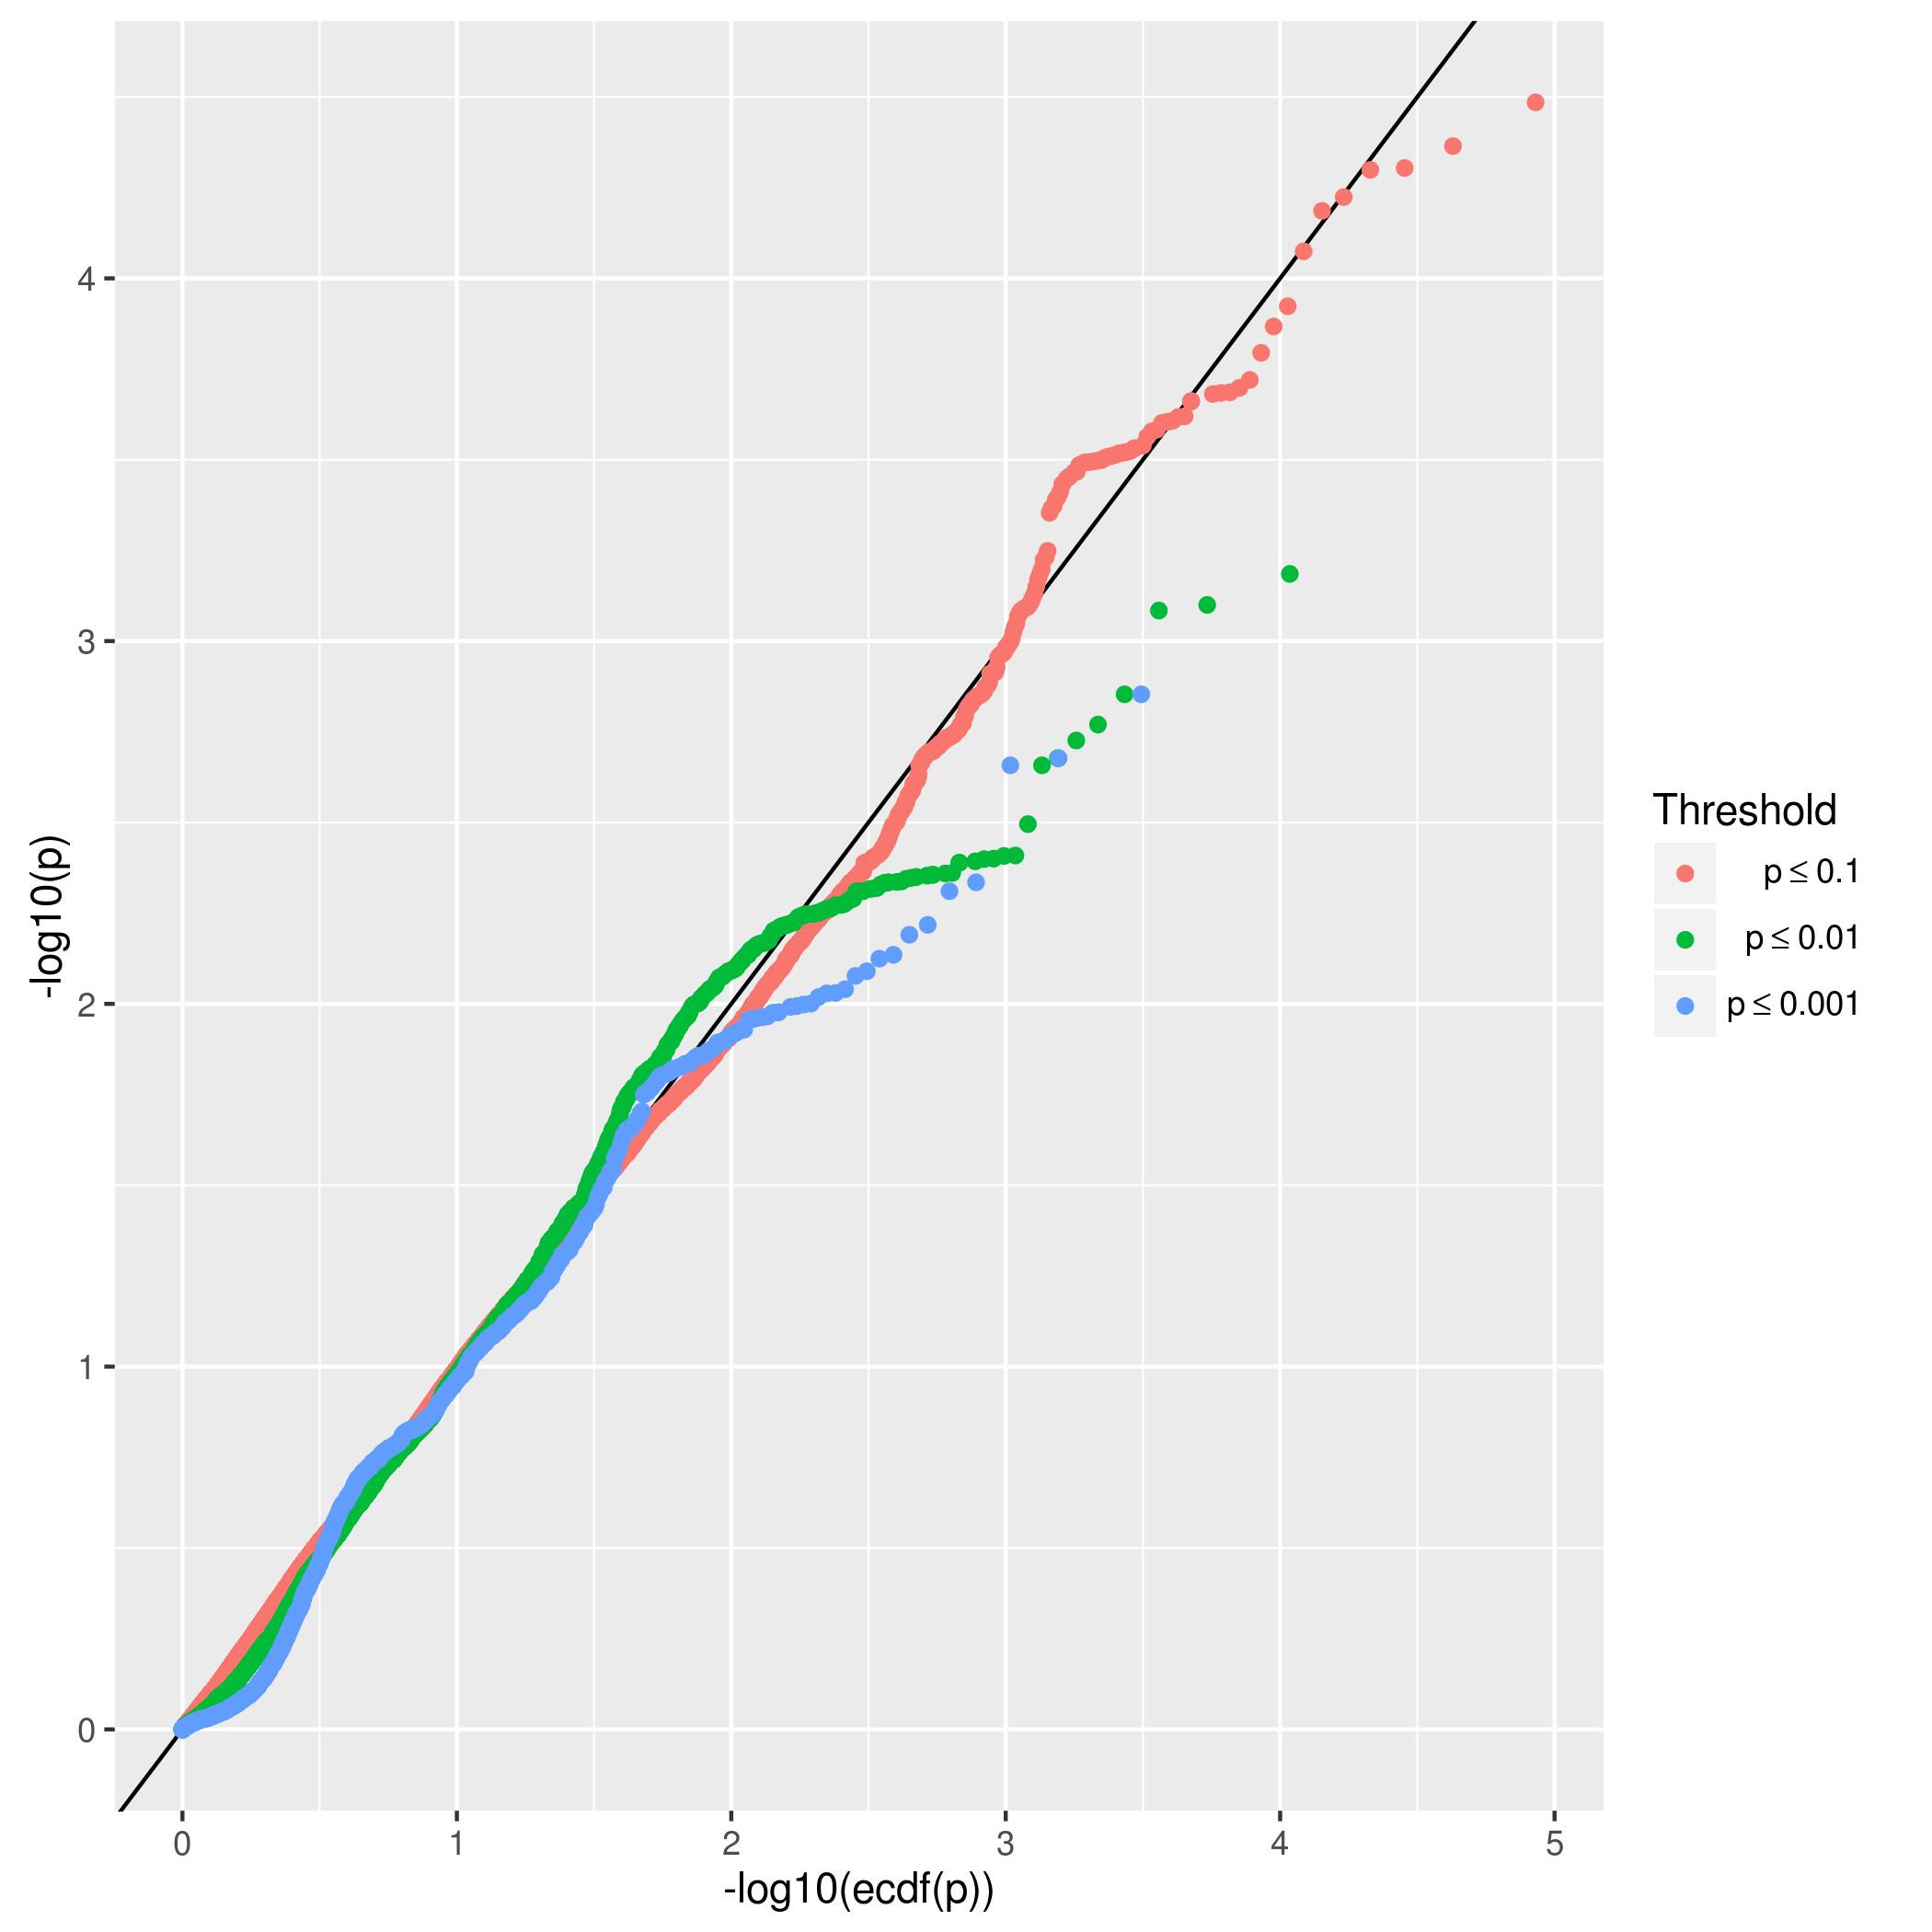 4
3
2
1
0
-log10(p)
0 1 2 3 4 5
-log10(ecdf(p))
Threshold
p ≤ 0.1
p ≤ 0.01
p ≤ 0.001